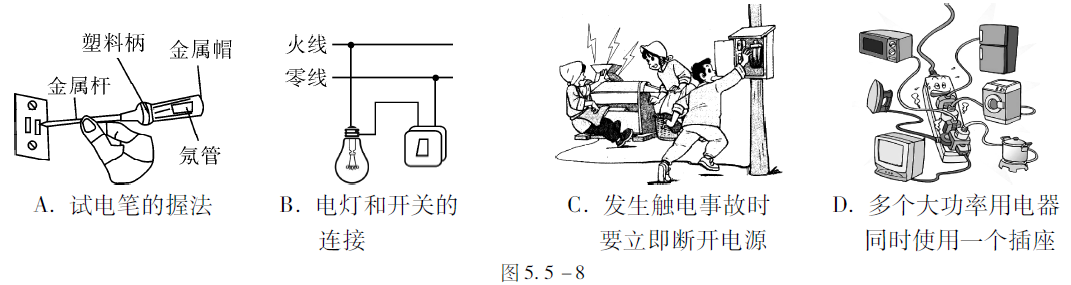 塑料柄
金属帽
金属杆
氖管
火线
零线
A. 试电笔的握法
B. 电灯和开关的
连接
C. 发生触电事故时
要立即断开电源
D. 多个大功率用电器
同时使用一个插座
图 5. 5 -8